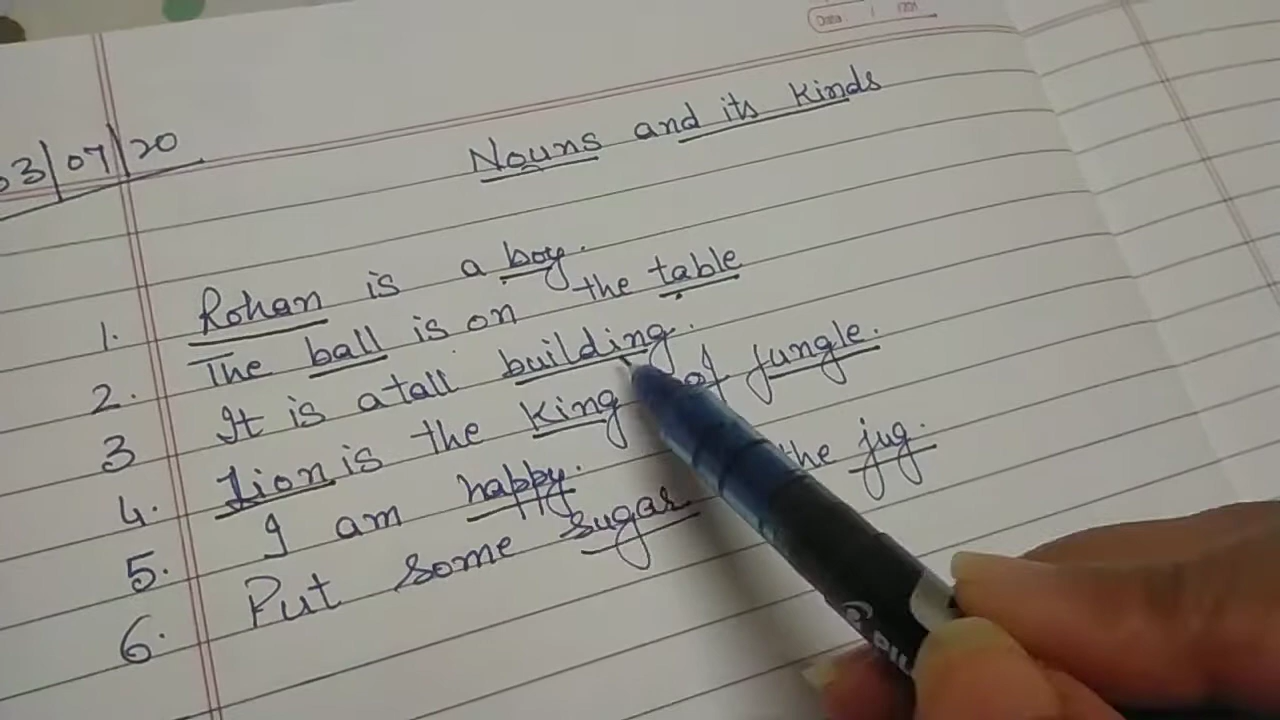 Date / 201
03/07/20
Nouns and its Kinds
1. Rohan is a boy.
2. The ball is on the table
3 It is a tall building.
4. Lion is the King of Jungle.
5. I am happy.
6. Put some sugar the jug.
PIL